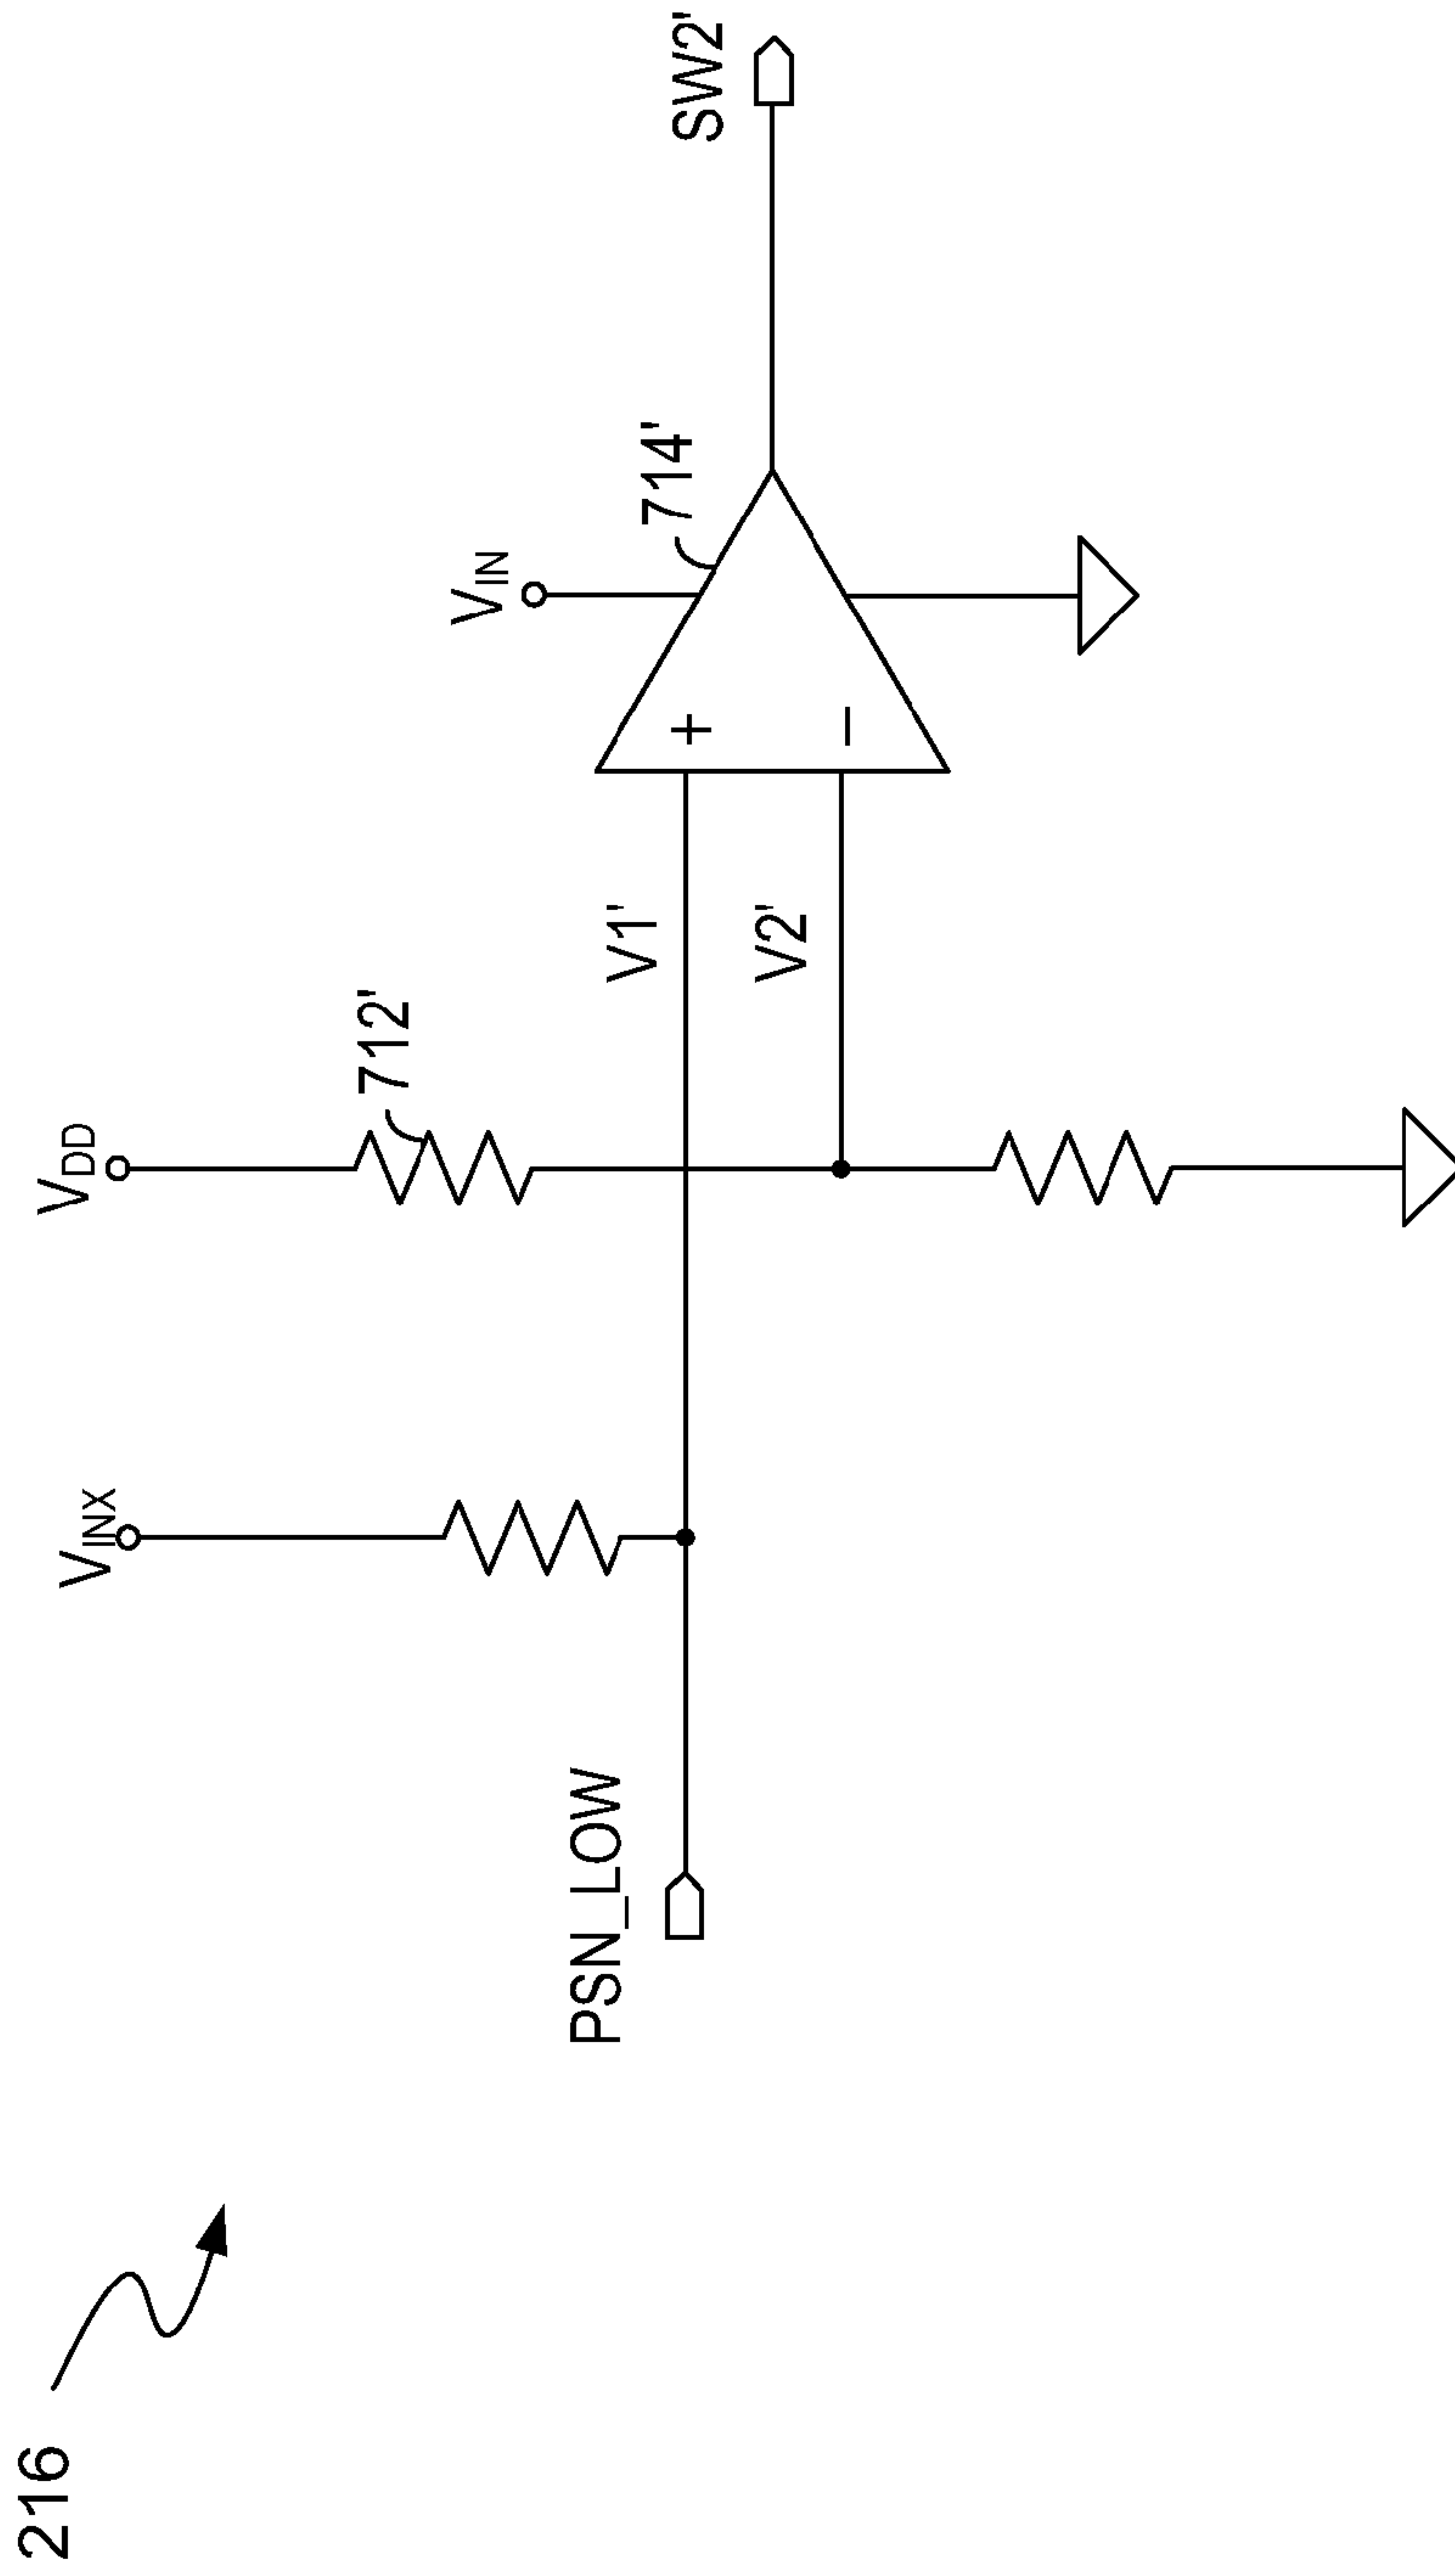 216
V_INX
V_DD
712'
V_IN
714'
PSN_LOW
V1'
V2'
+
−
SW2'